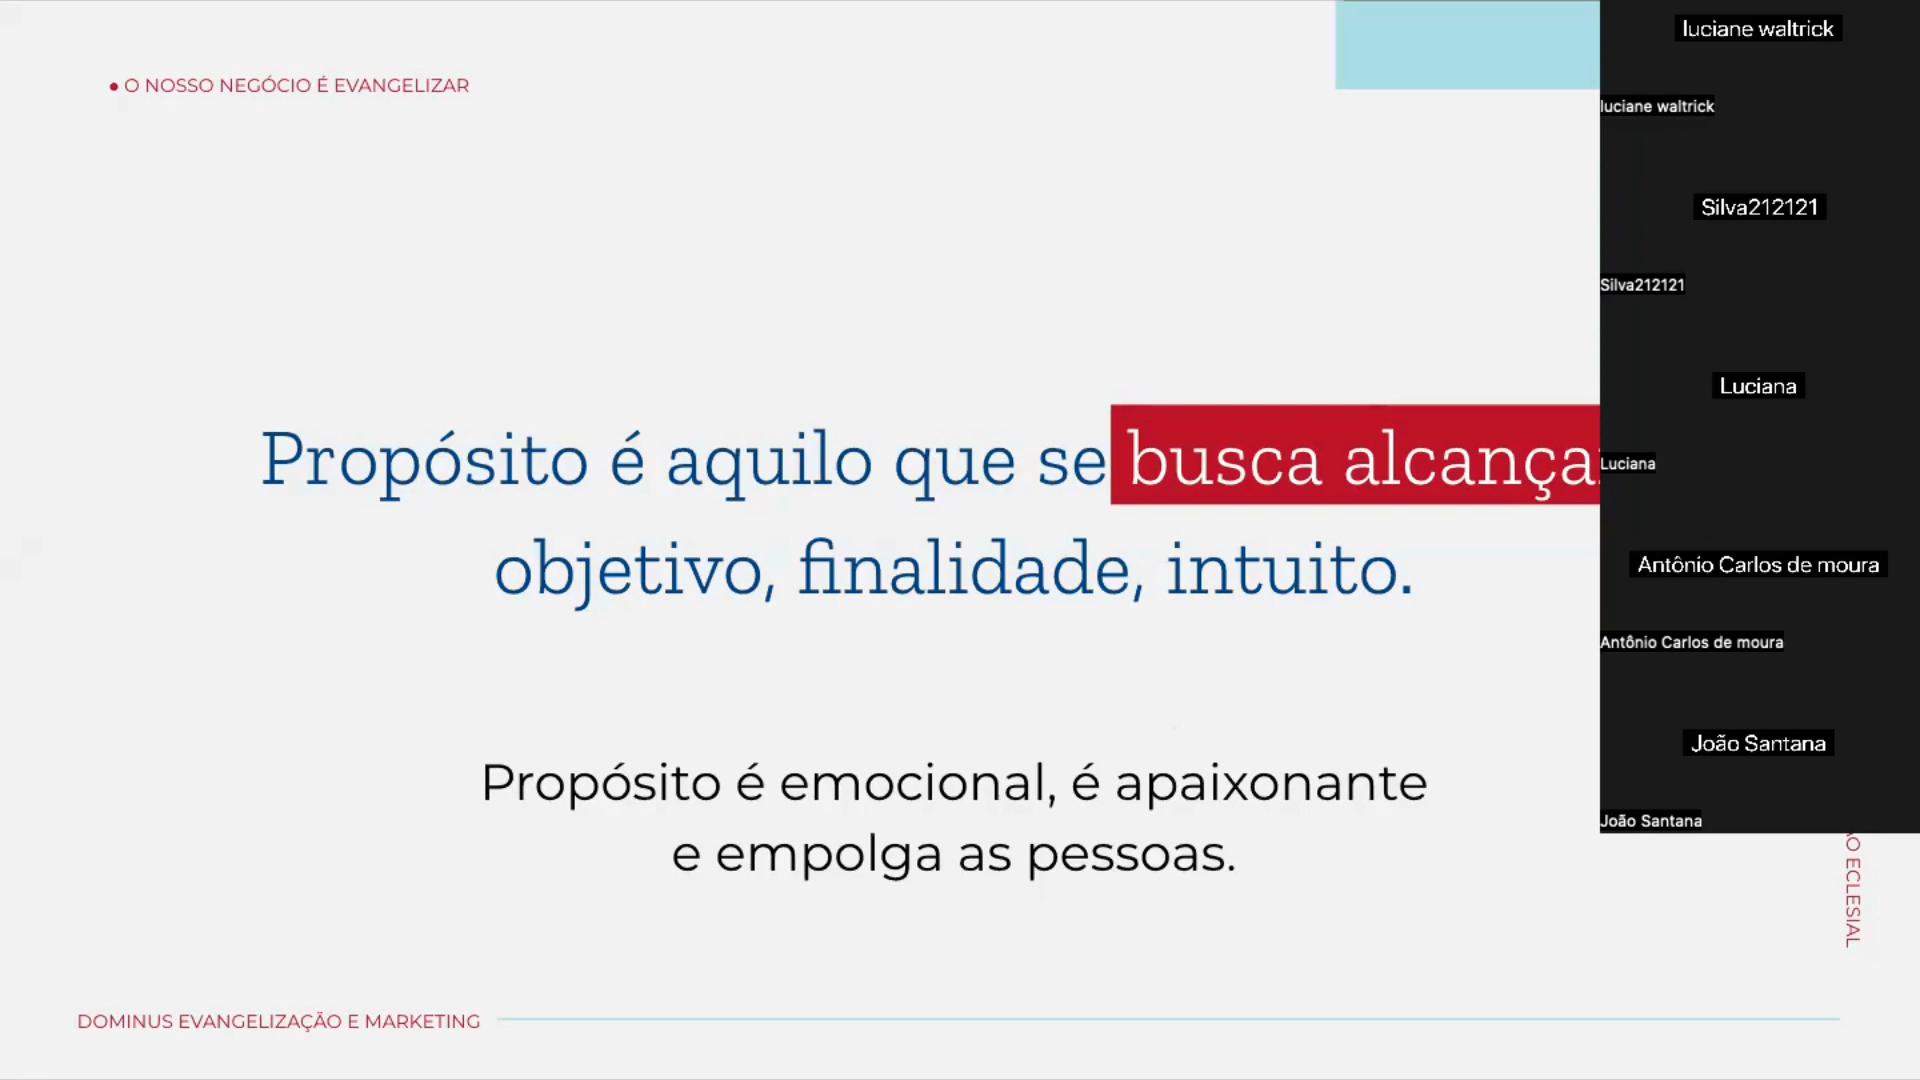 • O NOSSO NEGÓCIO É EVANGELIZAR
Propósito é aquilo que se busca alcança
objetivo, finalidade, intuito.
Propósito é emocional, é apaixonante
e empolga as pessoas.
DOMINUS EVANGELIZAÇÃO E MARKETING
luciane waltrick
luciane waltrick
Silva212121
Silva212121
Luciana
Luciana
Antônio Carlos de moura
Antônio Carlos de moura
João Santana
João Santana
ECLESIAL